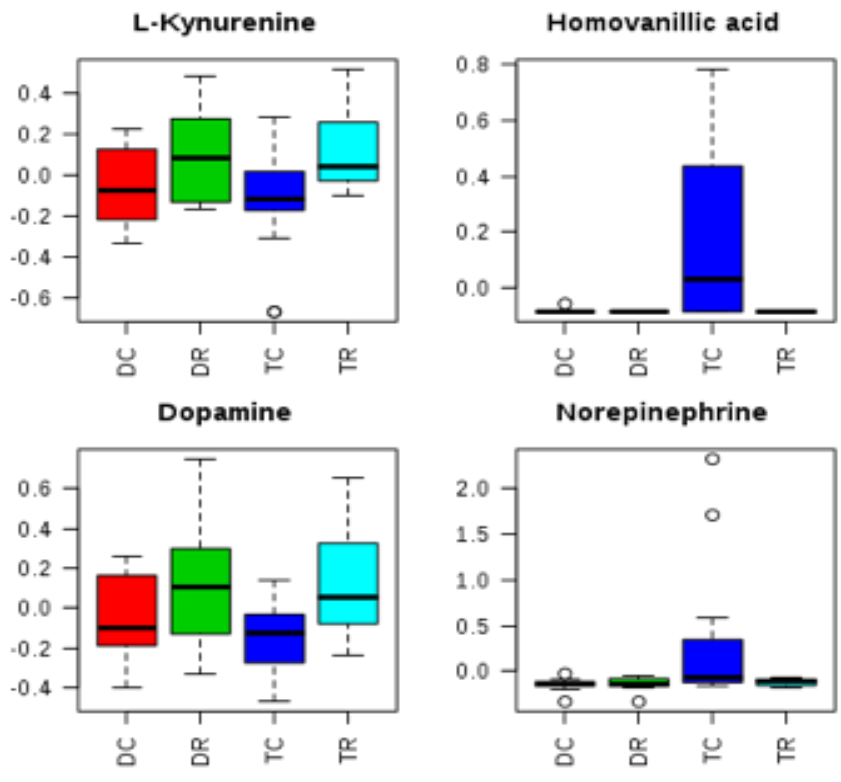 L-Kynurenine
0.4
0.2
0.0
-0.2
-0.4
-0.6
DC DR TC TR
Homovanillic acid
0.8
0.6
0.4
0.2
0.0
DC DR TC TR
Dopamine
0.6
0.4
0.2
0.0
-0.2
-0.4
DC DR TC TR
Norepinephrine
2.0
1.5
1.0
0.5
0.0
DC DR TC TR